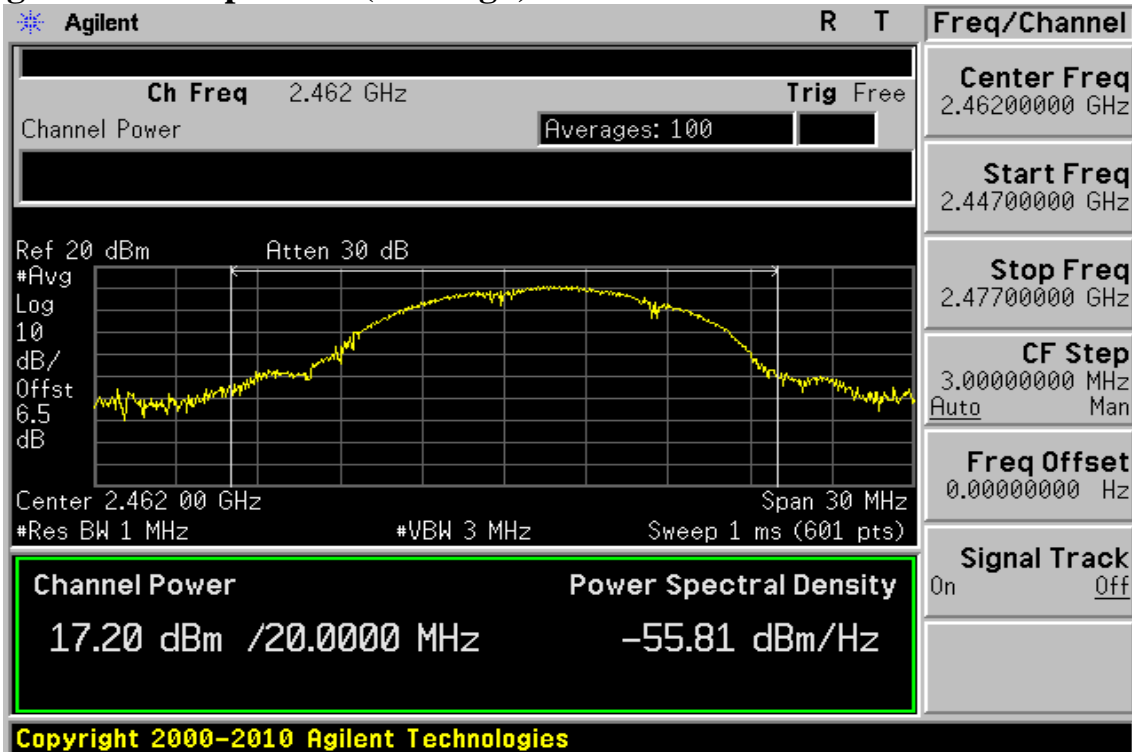 Agilent R T Freq/Channel
Ch Freq 2.462 GHz Trig Free
Channel Power Averages: 100
Center Freq
2.46200000 GHz
Start Freq
2.44700000 GHz
Stop Freq
2.47700000 GHz
CF Step
3.00000000 MHz
Auto Man
Freq Offset
0.00000000 Hz
Signal Track
On Off
Ref 20 dBm Atten 30 dB
#Avg
Log
10
dB/
Offst
6.5
dB
Center 2.462 00 GHz Span 30 MHz
#Res BW 1 MHz #VBW 3 MHz Sweep 1 ms (601 pts)
Channel Power Power Spectral Density
17.20 dBm /20.0000 MHz -55.81 dBm/Hz
Copyright 2000-2010 Agilent Technologies